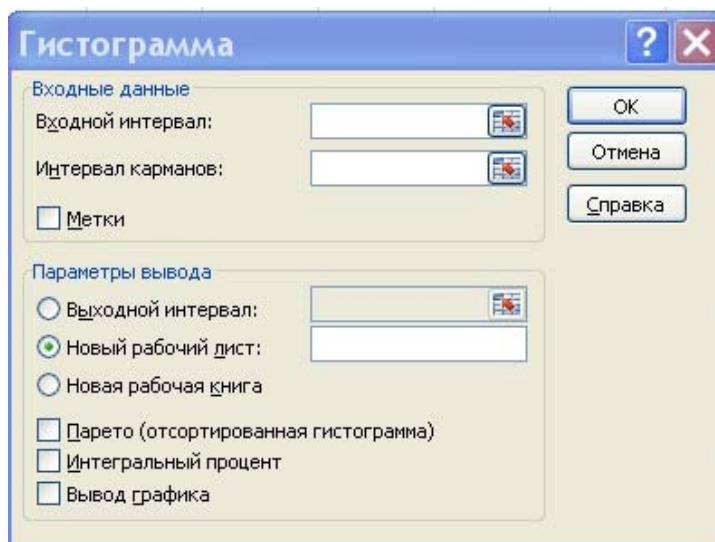 Гистограмма
Входные данные
Входной интервал:
Интервал карманов:
Метки
ОК
Отмена
Справка
Параметры вывода
Выходной интервал:
Новый рабочий лист:
Новая рабочая книга
Парето (отсортированная гистограмма)
Интегральный процент
Вывод графика